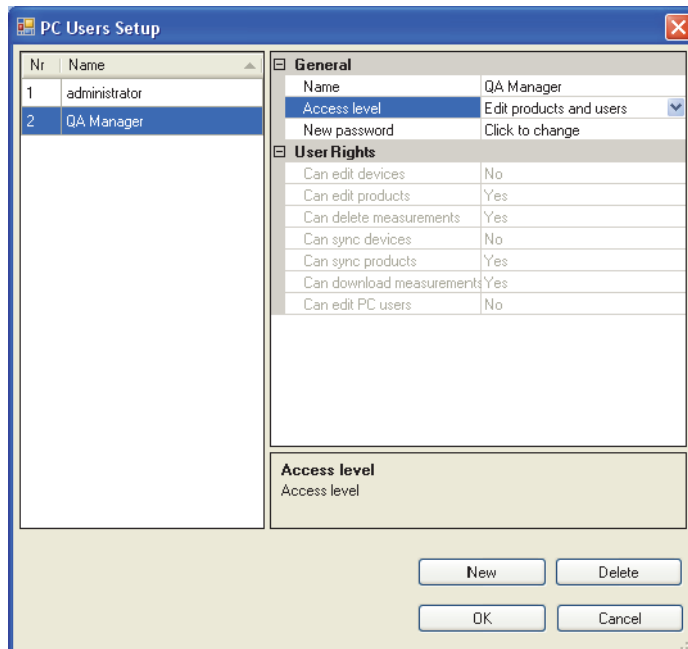 PC Users Setup
Nr Name
1 administrator
2 QA Manager
General
Name QA Manager
Access level Edit products and users
New password Click to change
User Rights
Can edit devices No
Can edit products Yes
Can delete measurements Yes
Can sync devices No
Can sync products Yes
Can download measurements Yes
Can edit PC users No
Access level
Access level
New Delete
OK Cancel